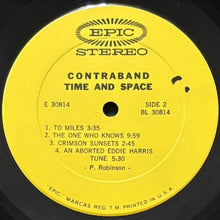 EPIC
STEREO
CONTRABAND
TIME AND SPACE
E 30814
SIDE 2
BL 30814
1. TO MILES 3:35
2. THE ONE WHO KNOWS 9:59
3. CRIMSON SUNSETS 2:45
4. AN ABORTED EDDIE HARRIS
TUNE 5:30
- P. Robinson -
EPIC, MARCAS REG. T.M. PRINTED IN U.S.A.